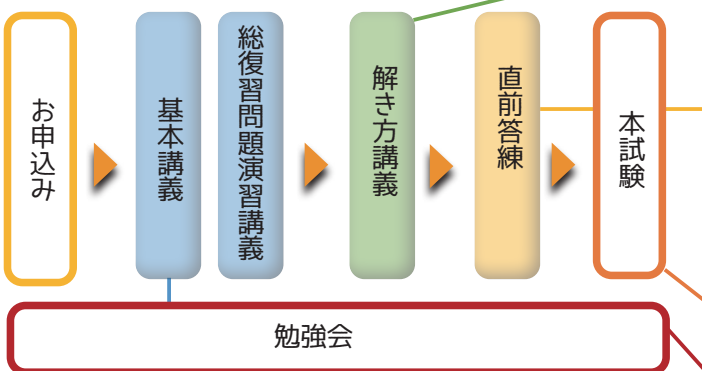 お申込み
基本講義
総復習問題演習講義
解き方講義
直前答練
本試験
勉強会